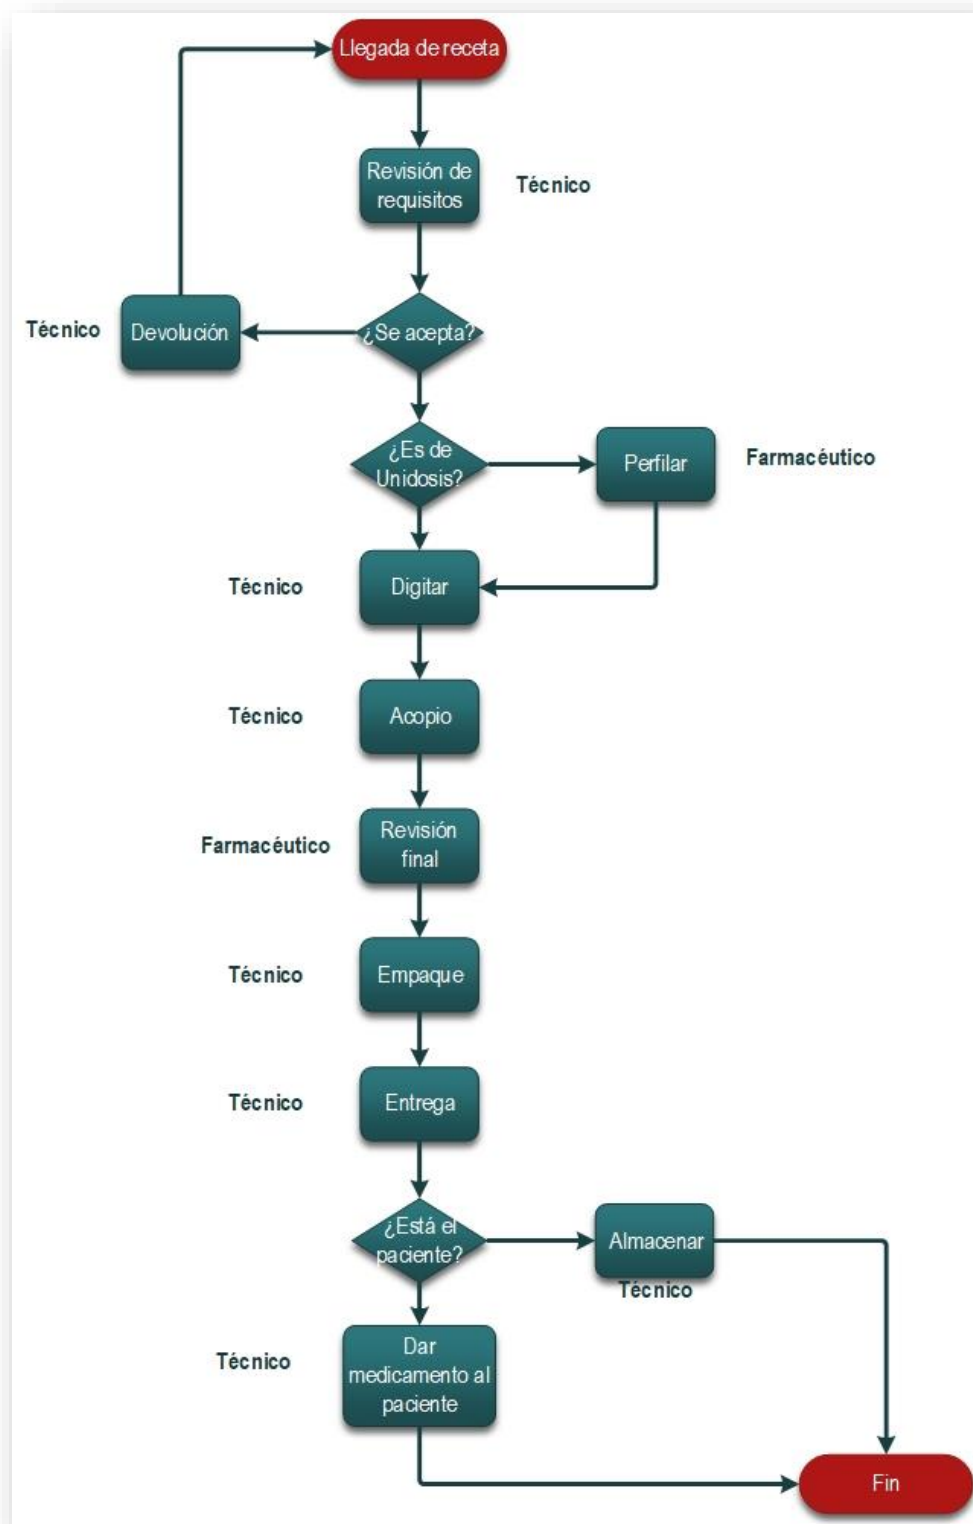 Llegada de receta
Revisión de
requisitos
Técnico
Técnico
Devolución
¿Se acepta?
¿Es de
Unidosis?
Perfilar
Farmacéutico
Técnico
Digitar
Técnico
Acopio
Farmacéutico
Revisión
final
Técnico
Empaque
Técnico
Entrega
¿Está el
paciente?
Almacenar
Técnico
Técnico
Dar
medicamento al
paciente
Fin